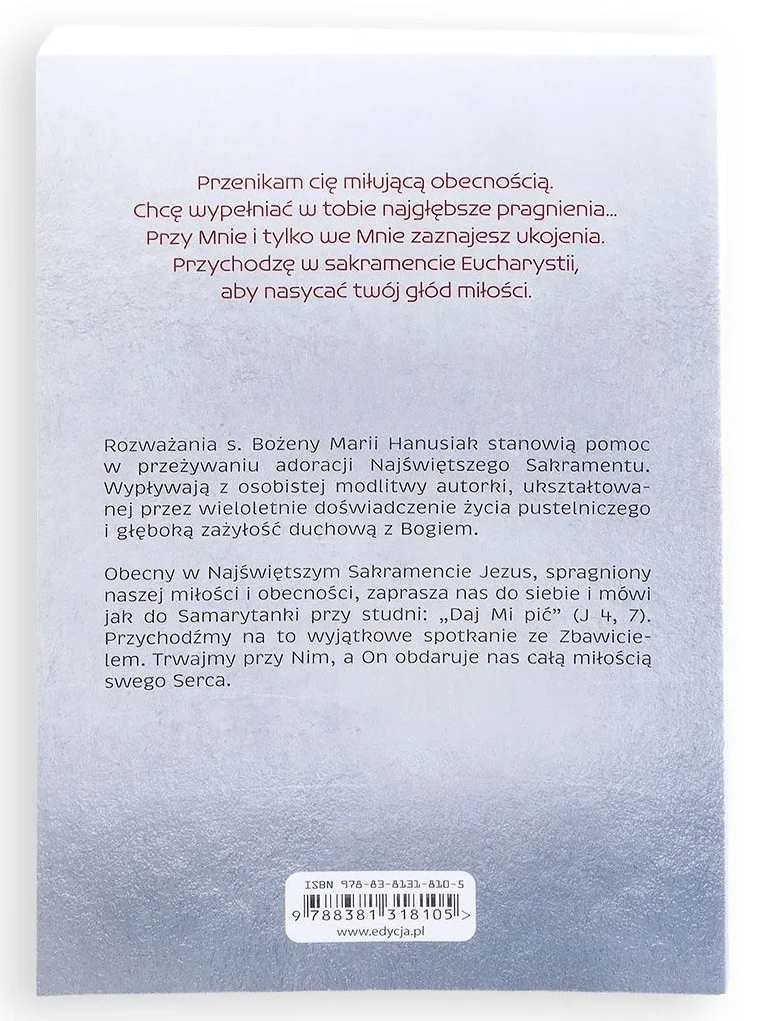 Przenikam cię miłującą obecnością.
Chcę wypełniać w tobie najgłębsze pragnienia...
Przy Mnie i tylko we Mnie zaznajesz ukojenia.
Przychodzę w sakramencie Eucharystii,
aby nasycać twój głód miłości.
Rozważania s. Bożeny Marii Hanusiak stanowią pomoc
w przeżywaniu adoracji Najświętszego Sakramentu.
Wypływają z osobistej modlitwy autorki, ukształtowa-
nej przez wieloletnie doświadczenie życia pustelniczego
i głęboką zażyłość duchową z Bogiem.
Obecny w Najświętszym Sakramencie Jezus, spragniony
naszej miłości i obecności, zaprasza nas do siebie i mówi
jak do Samarytanki przy studni: „Daj Mi pić” (J 4, 7).
Przychodźmy na to wyjątkowe spotkanie ze Zbawicie-
lem. Trwajmy przy Nim, a On obdaruje nas całą miłością
swego Serca.
ISBN 978-83-8131-810-5
9 788381 318105 >
www.edycja.pl